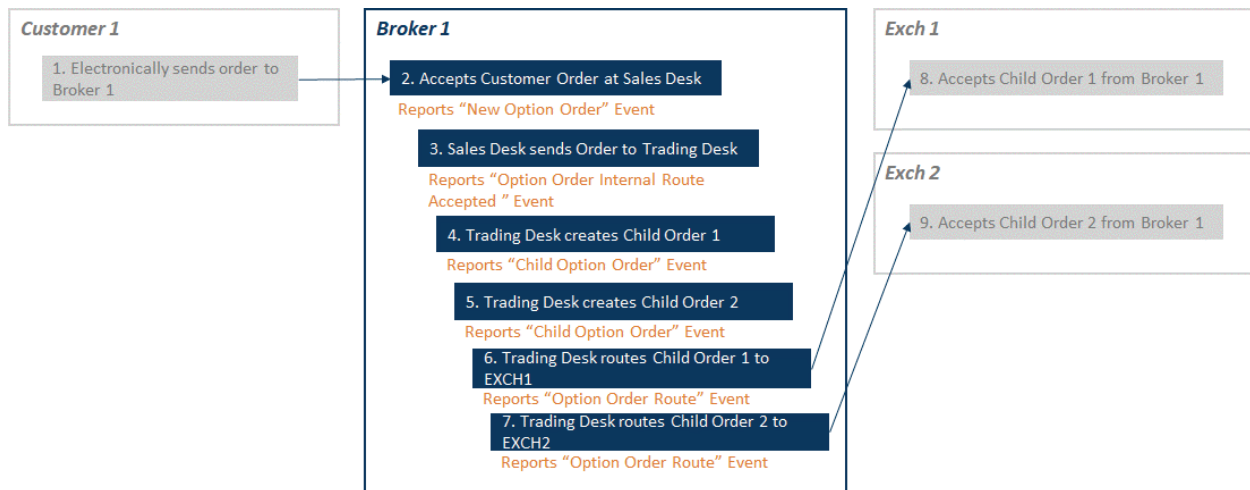 Customer 1
1. Electronically sends order to
Broker 1
Broker 1
2. Accepts Customer Order at Sales Desk
Reports “New Option Order” Event
3. Sales Desk sends Order to Trading Desk
Reports “Option Order Internal Route
Accepted ” Event
4. Trading Desk creates Child Order 1
Reports “Child Option Order” Event
5. Trading Desk creates Child Order 2
Reports “Child Option Order” Event
6. Trading Desk routes Child Order 1 to
EXCH1
Reports “Option Order Route” Event
7. Trading Desk routes Child Order 2 to
EXCH2
Reports “Option Order Route” Event
Exch 1
8. Accepts Child Order 1 from Broker 1
Exch 2
9. Accepts Child Order 2 from Broker 1